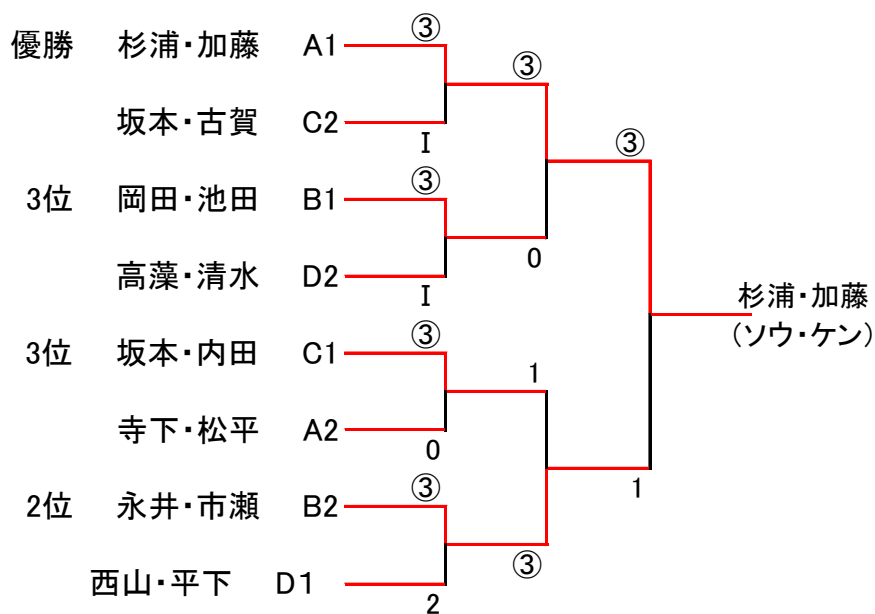 優勝 杉浦・加藤 A1 ③
③
坂本・古賀 C2 I
③
3位 岡田・池田 B1 ③
0
高藻・清水 D2 I
杉浦・加藤
(ソウ・ケン)
3位 坂本・内田 C1 ③
1
寺下・松平 A2 0
1
2位 永井・市瀬 B2 ③
③
西山・平下 D1 2